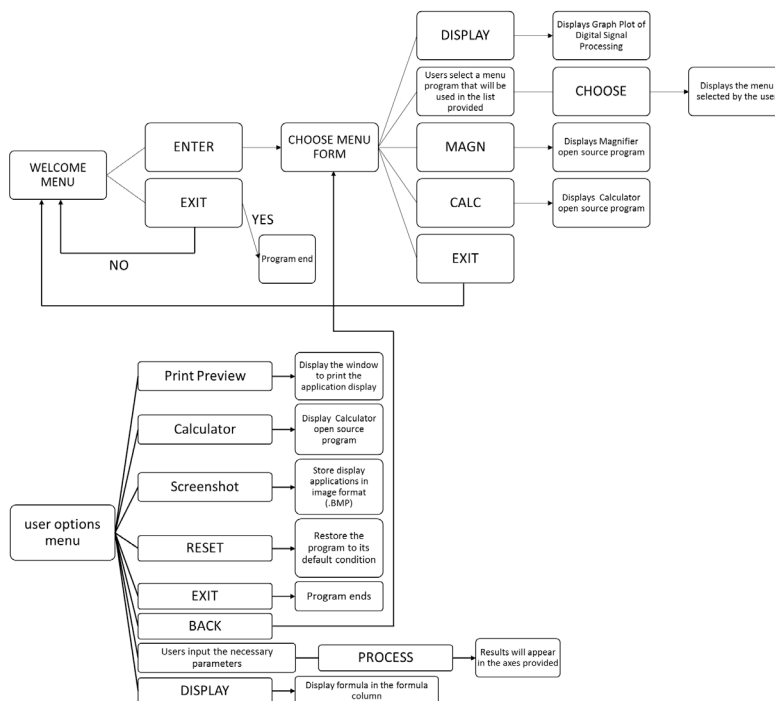 DISPLAY
Displays Graph Plot of
Digital Signal
Processing
Users select a menu
program that will be
used in the list
provided
CHOOSE
Displays the menu
selected by the use
ENTER
CHOOSE MENU
FORM
MAGN
Displays Magnifier
open source program
WELCOME
MENU
EXIT
CALC
Displays Calculator
open source program
YES
NO
Program end
EXIT
Print Preview
Display the window
to print the
application display
Calculator
Display Calculator
open source
program
Screenshot
Store display
applications in
image format
(.BMP)
user options
menu
RESET
Restore the
program to its
default condition
EXIT
Program ends
BACK
Users input the necessary
parameters
PROCESS
Results will appear
in the axes provided
DISPLAY
Display formula in the formula
column